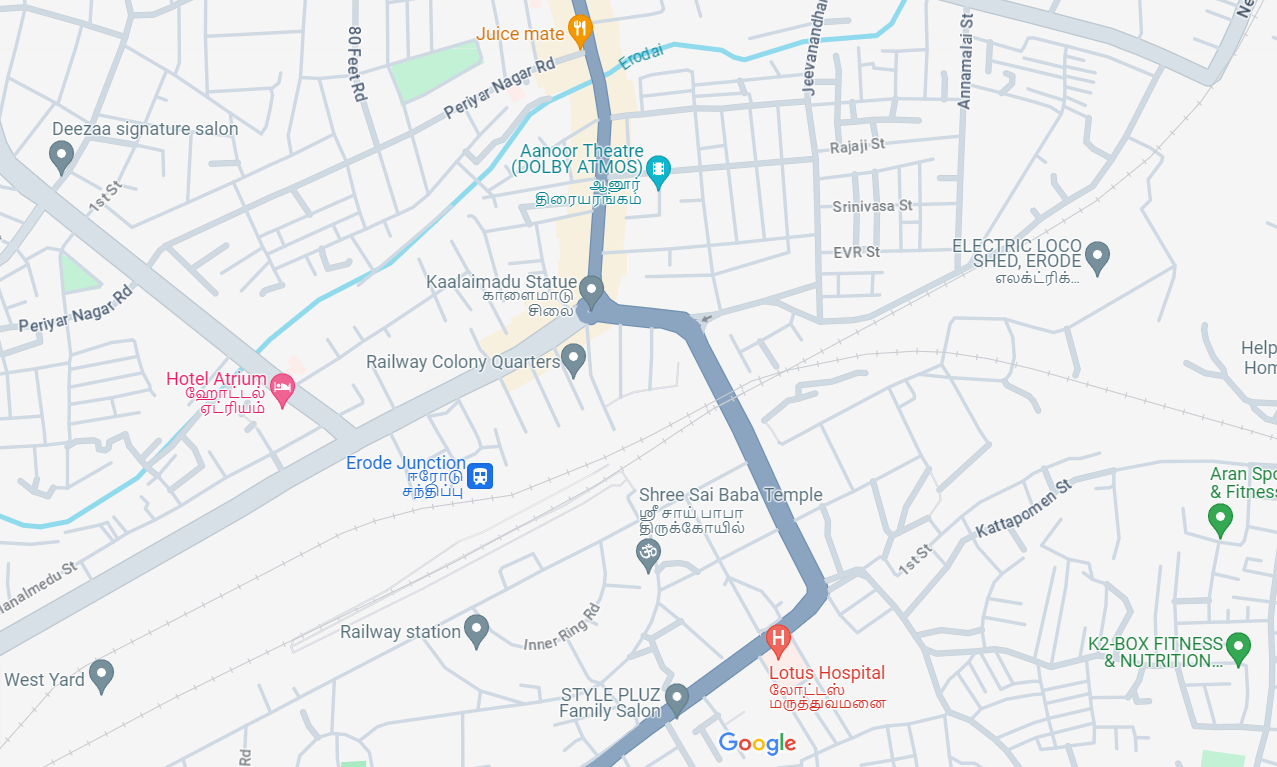 Juice mate
80 Feet Rd
Periyar Nagar Rd
Erodai
Jeevanandhan
Annamalai St
Deezaa signature salon
1st St
Aanoor Theatre
(DOLBY ATMOS)
ஆனூர்
திரையரங்கம்
Rajaji St
Srinivasa St
EVR St
ELECTRIC LOCO
SHED, ERODE
எலக்ட்ரிக்...
Kaalaimadu Statue
காளைமாடு
சிலை
Periyar Nagar Rd
Railway Colony Quarters
Hotel Atrium
ஹோட்டல்
ஏட்ரியம்
Help
Hom
Erode Junction
ஈரோடு
சந்திப்பு
Shree Sai Baba Temple
ஸ்ரீ சாய் பாபா
திருக்கோயில்
Aran Spo
& Fitness
Kattapomen St
1st St
Manalmedu St
Inner Ring Rd
Railway station
West Yard
K2-BOX FITNESS
& NUTRITION...
Lotus Hospital
லோட்டஸ்
மருத்துவமனை
STYLE PLUZ
Family Salon
Rd
Google